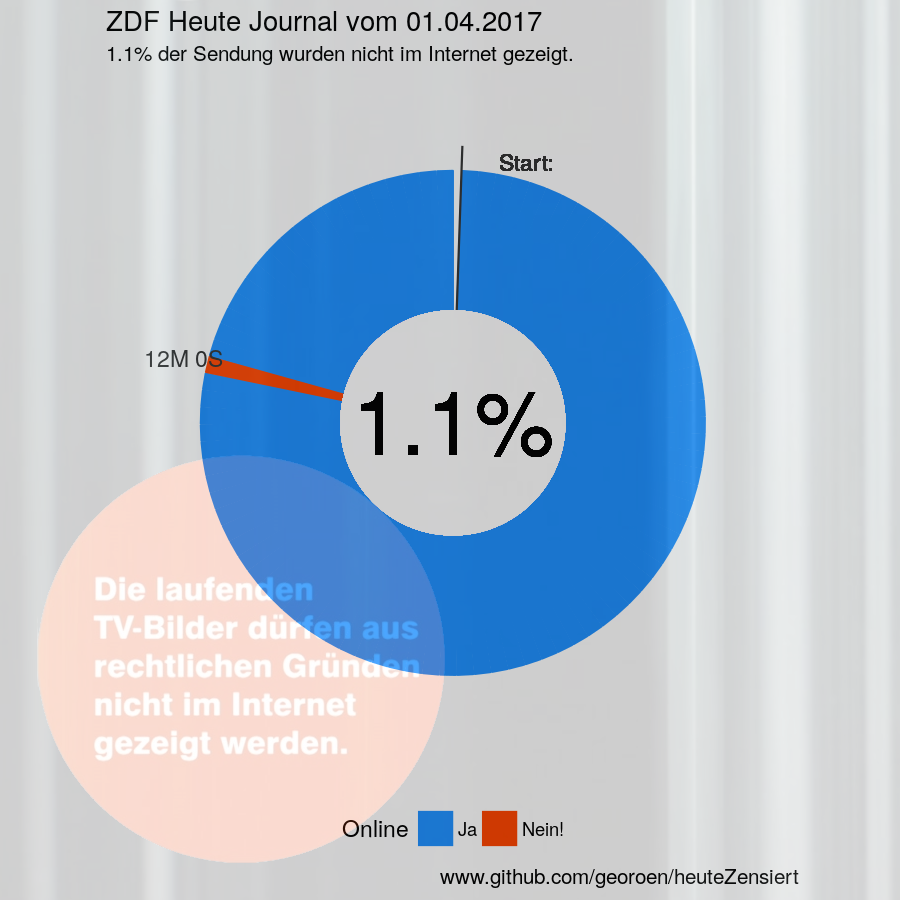 ZDF Heute Journal vom 01.04.2017
1.1% der Sendung wurden nicht im Internet gezeigt.
Start:
12M 0S
1.1%
Die laufenden
TV-Bilder dürfen aus
rechtlichen Gründen
nicht im Internet
gezeigt werden.
Online Ja Nein!
www.github.com/georoen/heuteZensiert